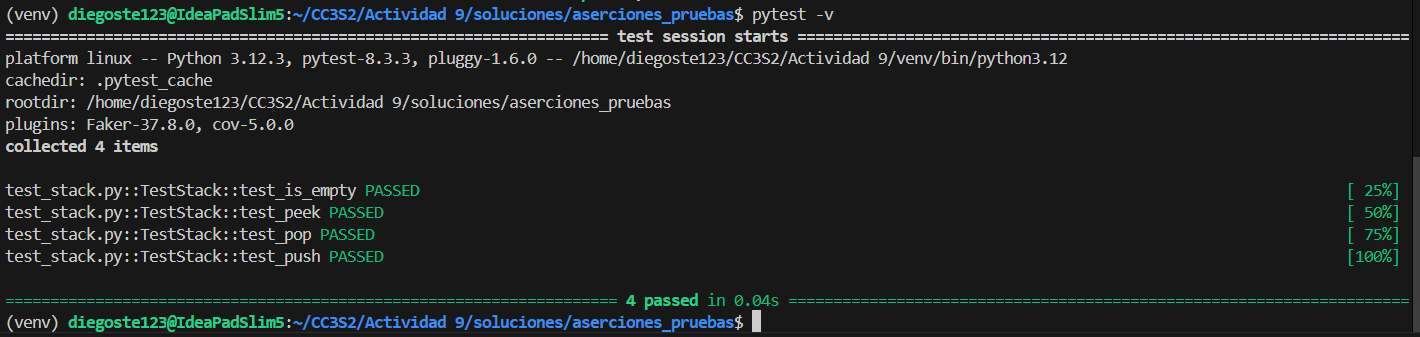 (venv) diegoste123@IdeaPadSlim5:~/CC3S2/Actividad 9/soluciones/aserciones_pruebas$ pytest -v
============================= test session starts =============================
platform linux -- Python 3.12.3, pytest-8.3.3, pluggy-1.6.0 -- /home/diegoste123/CC3S2/Actividad 9/venv/bin/python3.12
cachedir: .pytest_cache
rootdir: /home/diegoste123/CC3S2/Actividad 9/soluciones/aserciones_pruebas
plugins: Faker-37.8.0, cov-5.0.0
collected 4 items
test_stack.py::TestStack::test_is_empty PASSED [ 25%]
test_stack.py::TestStack::test_peek PASSED [ 50%]
test_stack.py::TestStack::test_pop PASSED [ 75%]
test_stack.py::TestStack::test_push PASSED [100%]
============================= 4 passed in 0.04s =============================
(venv) diegoste123@IdeaPadSlim5:~/CC3S2/Actividad 9/soluciones/aserciones_pruebas$